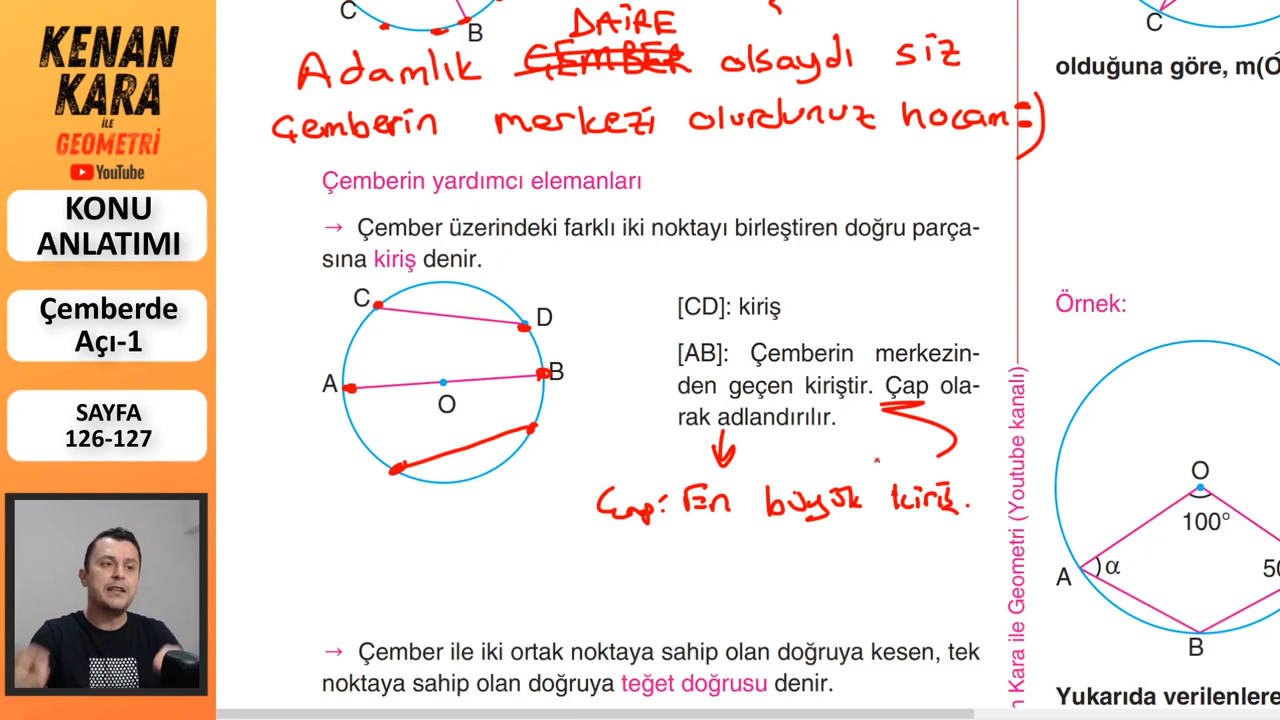 KENAN
KARA
İLE
GEOMETRİ
YouTube
KONU
ANLATIMI
Çemberde
Açı-1
SAYFA
126-127
C
B
DAİRE
Adamlık ÇEMBER olsaydı siz
çemberin merkezi olurdunuz hocam =)
Çemberin yardımcı elemanları
→ Çember üzerindeki farklı iki noktayı birleştiren doğru parça-
sına kiriş denir.
C
D
A
B
O
[CD]: kiriş
[AB]: Çemberin merkezin-
den geçen kiriştir. Çap ola-
rak adlandırılır.
Çap: En büyük kiriş.
→ Çember ile iki ortak noktaya sahip olan doğruya kesen, tek
noktaya sahip olan doğruya teğet doğrusu denir.
n Kara ile Geometri (Youtube kanalı)
C
olduğuna göre, m(O
Örnek:
O
100°
A
α
50
B
Yukarıda verilenlere